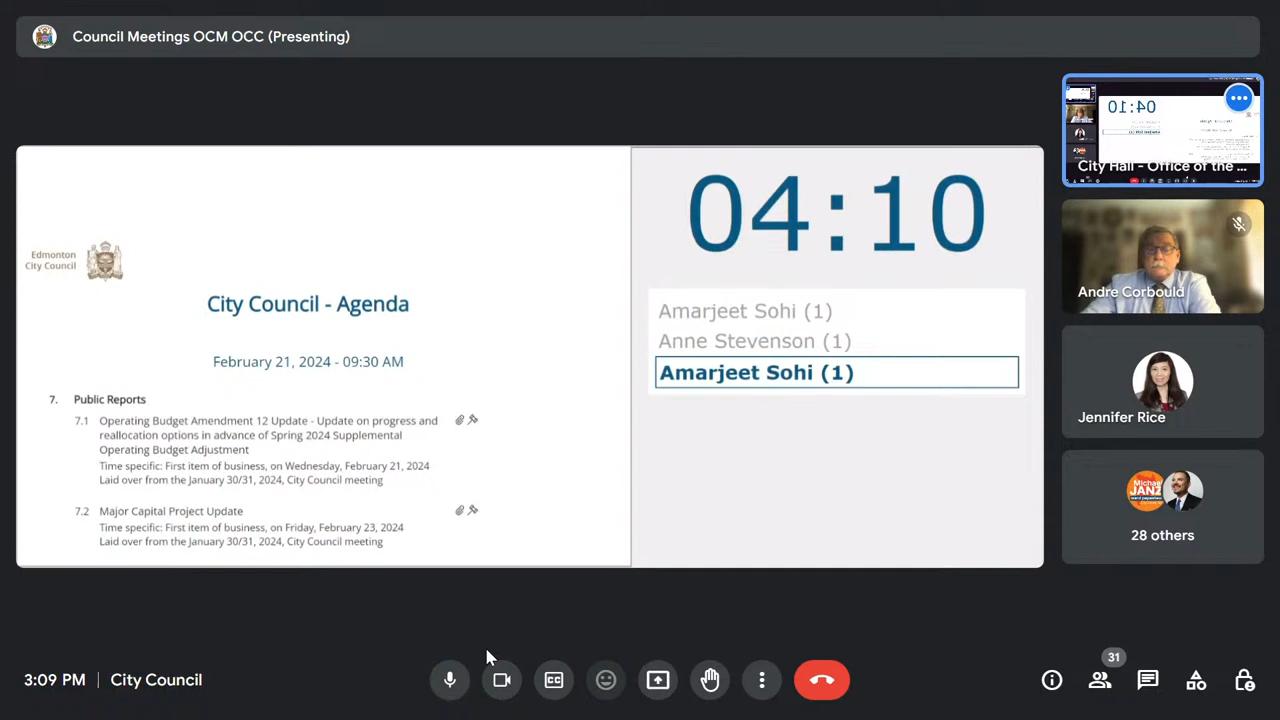 Council Meetings OCM OCC (Presenting)
Edmonton
City Council
City Council - Agenda
February 21, 2024 - 09:30 AM
7. Public Reports
7.1 Operating Budget Amendment 12 Update - Update on progress and
reallocation options in advance of Spring 2024 Supplemental
Operating Budget Adjustment
Time specific: First item of business, on Wednesday, February 21, 2024
Laid over from the January 30/31, 2024, City Council meeting
7.2 Major Capital Project Update
Time specific: First item of business, on Friday, February 23, 2024
Laid over from the January 30/31, 2024, City Council meeting
04:10
Amarjeet Sohi (1)
Anne Stevenson (1)
Amarjeet Sohi (1)
04:10
City Hall - Office of the ...
Andre Corbould
Jennifer Rice
Michael
JANZ
28 others
3:09 PM | City Council
CC
31